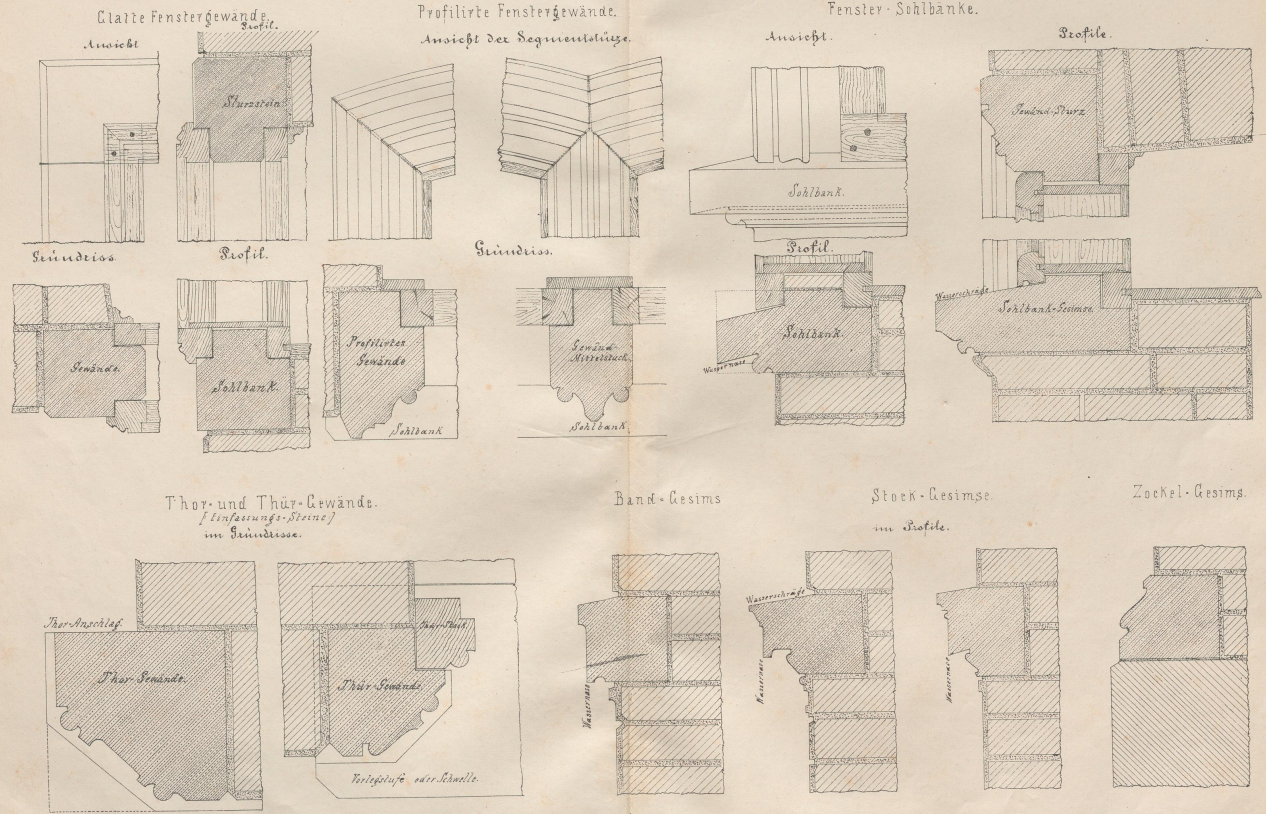 Glatte Fenstergewände.
Profil.
Ansicht
Sturzstein
Profilirte Fenstergewände.
Ansicht der Segmentstürze.
Fenster-Sohlbänke.
Ansicht.
Profile.
Sohlbank.
Gewänd-Sturz
Grundriss
Profil.
Grundriss.
Profil.
Gewände.
Sohlbank.
Profilirtes
Gewände
Sohlbank
Gewänd
Mittelstück.
Sohlbank.
Sohlbank.
Wassernase
Wasserschräge
Sohlbank-Gesimse
Thor- und Thür-Gewände.
[Einfassungs-Steine]
im Grundrisse.
Thor-Anschlag.
Thor-Gewände.
Thür-Stock
Thür-Gewände
Vorlegstufe oder Schwelle.
Band-Gesims
Wassernase
Stock-Gesimse.
im Profile.
Wasserschräge
Wassernase
Wassernase
Zockel-Gesims.